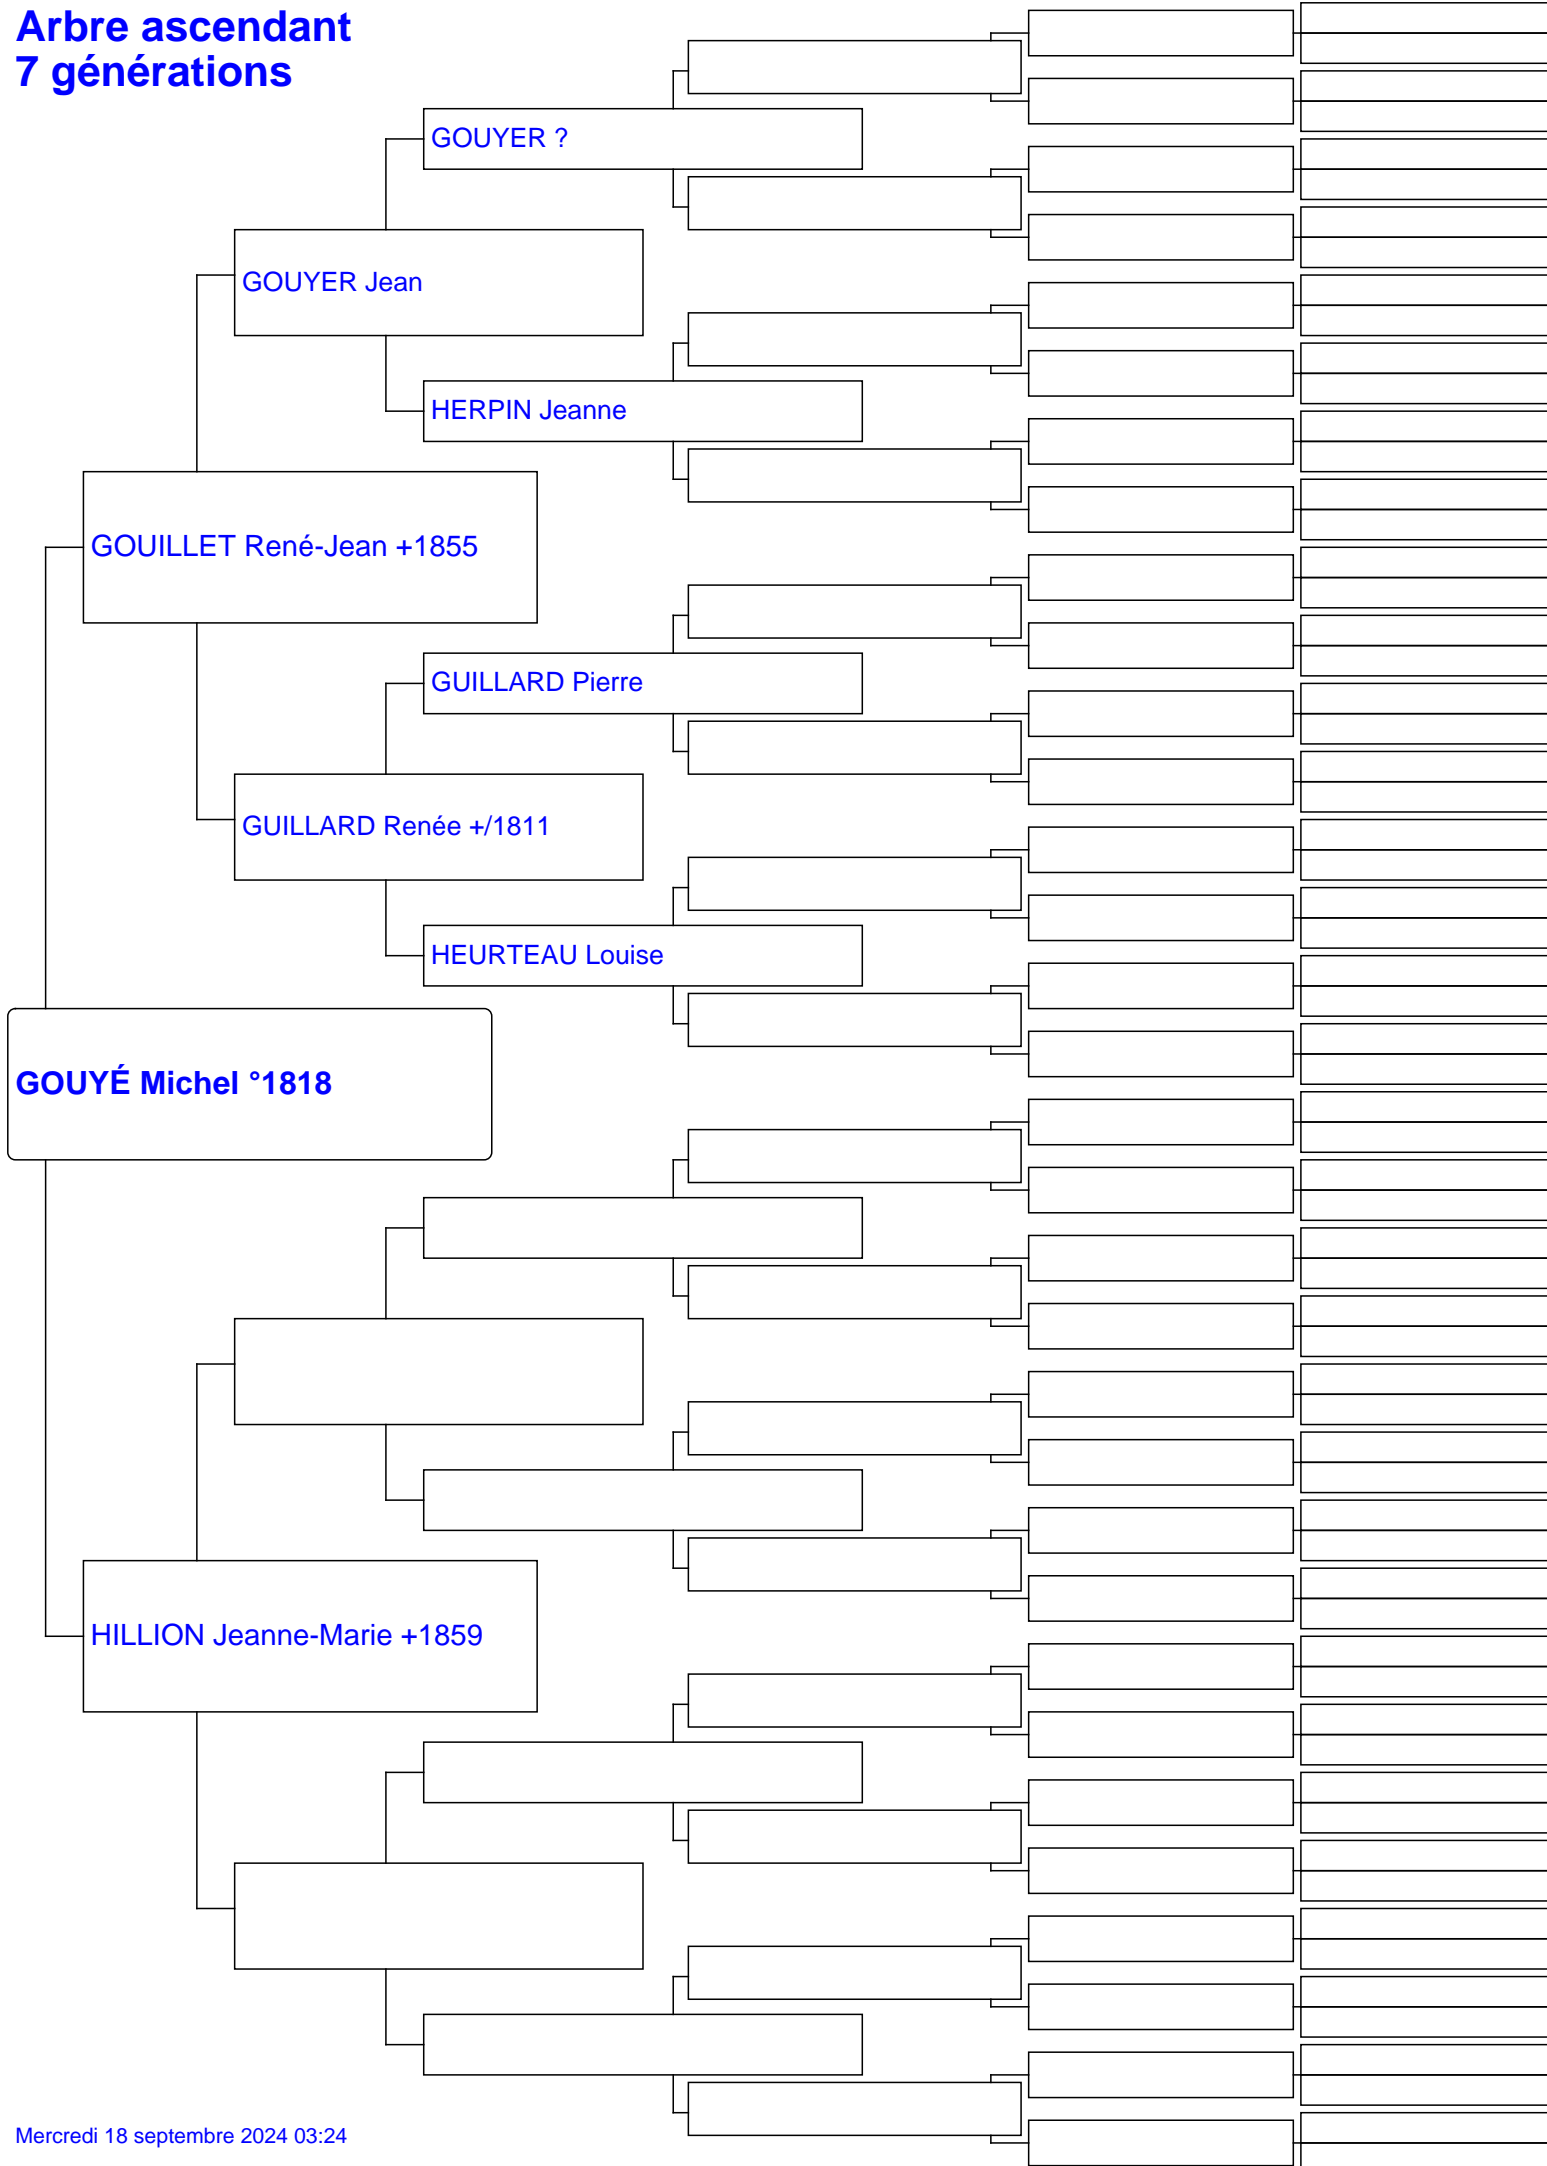 Arbre ascendant
7 générations
GOUYER ?
GOUYER Jean
HERPIN Jeanne
GOUILLET René-Jean +1855
GUILLARD Pierre
GUILLARD Renée +/1811
HEURTEAU Louise
GOUYÉ Michel °1818
HILLION Jeanne-Marie +1859
Mercredi 18 septembre 2024 03:24